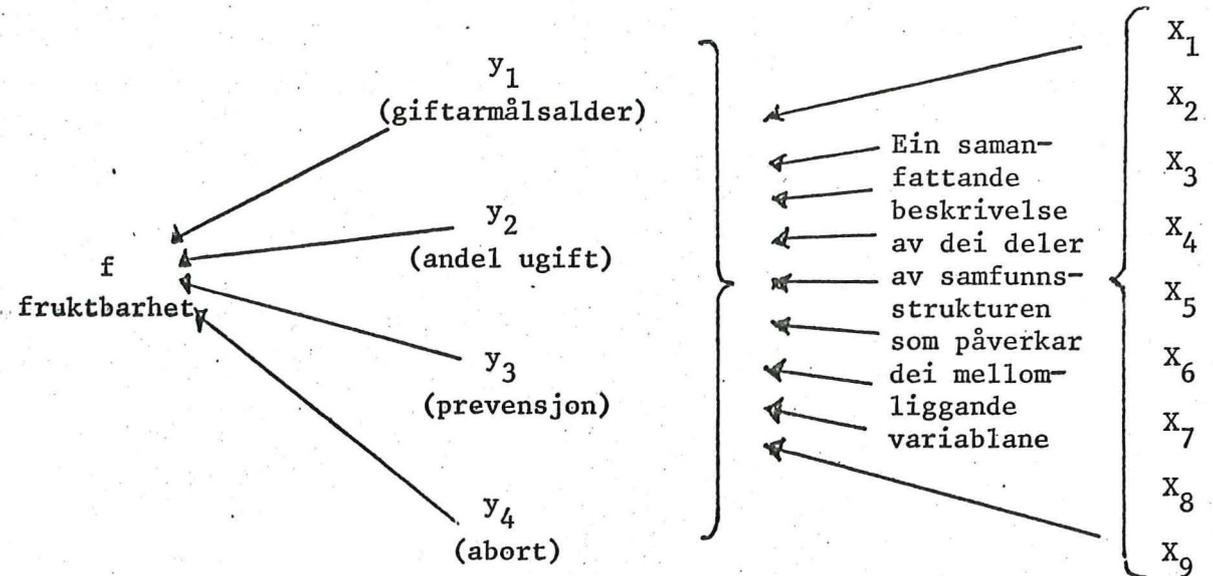 y1
(giftarmålsalder)
y2
(andel ugift)
f
fruktbarhet
y3
(prevensjon)
y4
(abort)
Ein saman-
fattande
beskrivelse
av dei deler
av samfunns-
strukturen
som påverkar
dei mellom-
liggande
variablane
X1
X2
X3
X4
X5
X6
X7
X8
X9